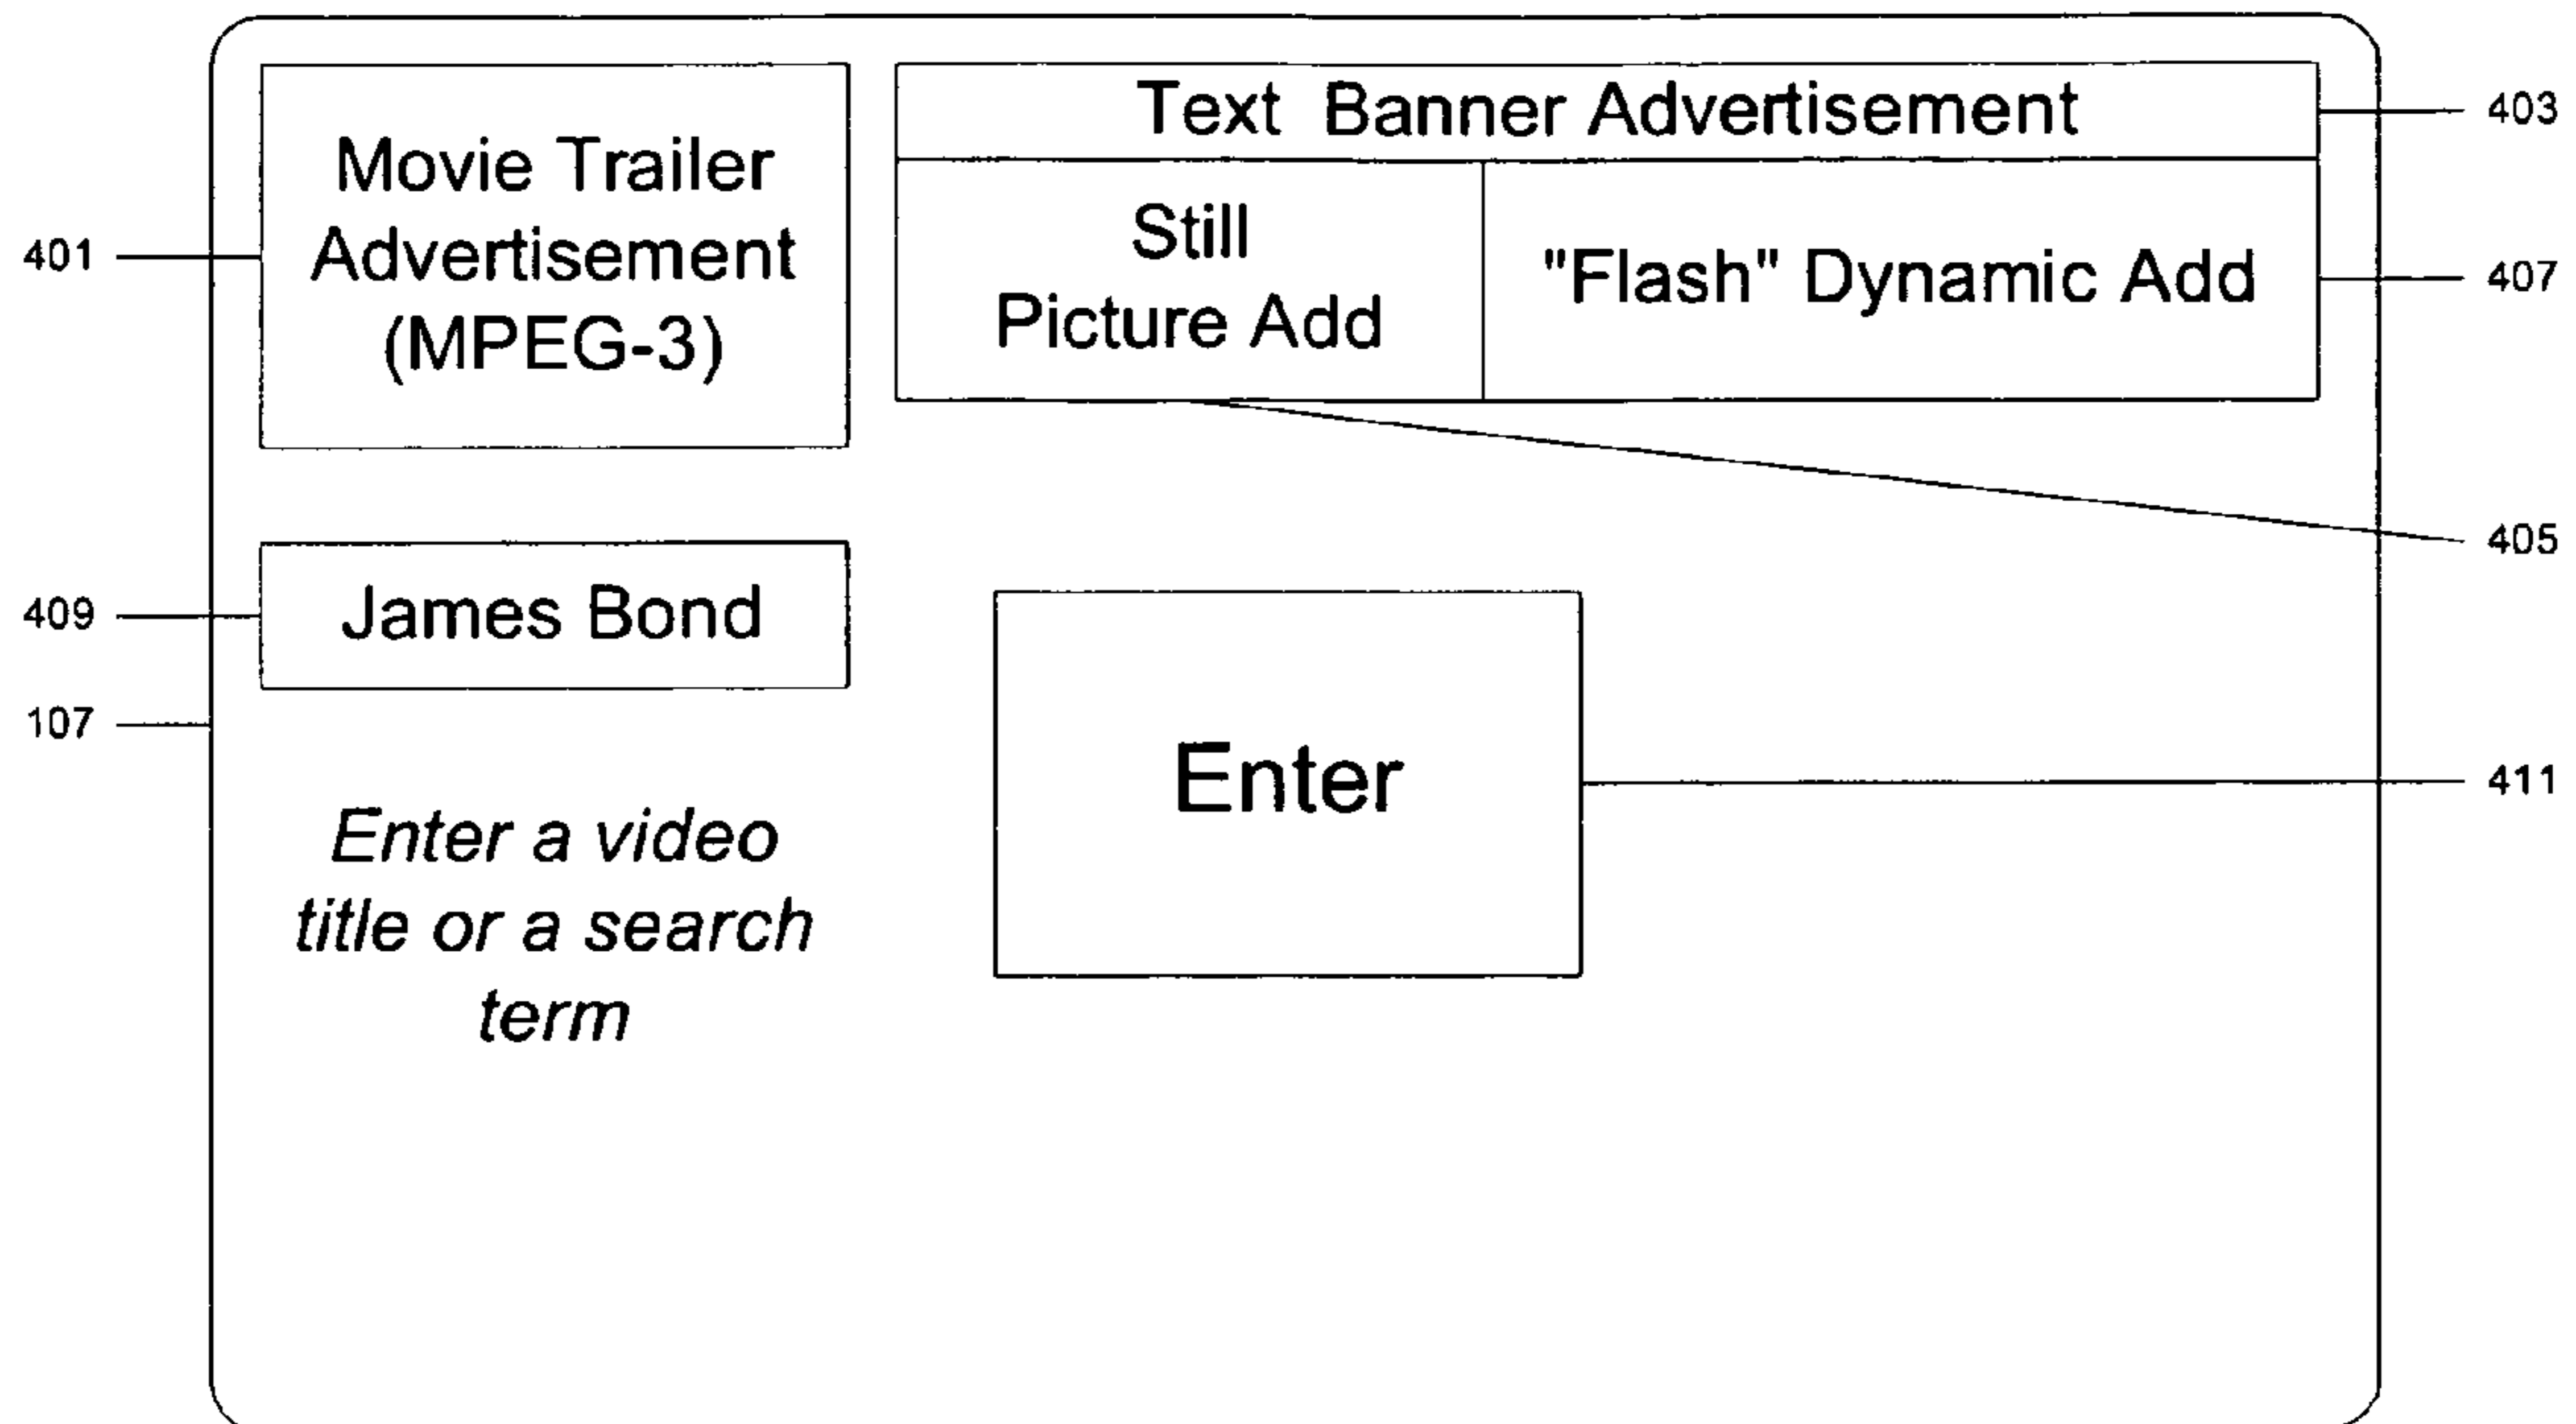 Movie Trailer
Advertisement
(MPEG-3)
Text Banner Advertisement
Still
Picture Add
"Flash" Dynamic Add
403
401
407
405
James Bond
409
107
Enter
411
Enter a video
title or a search
term